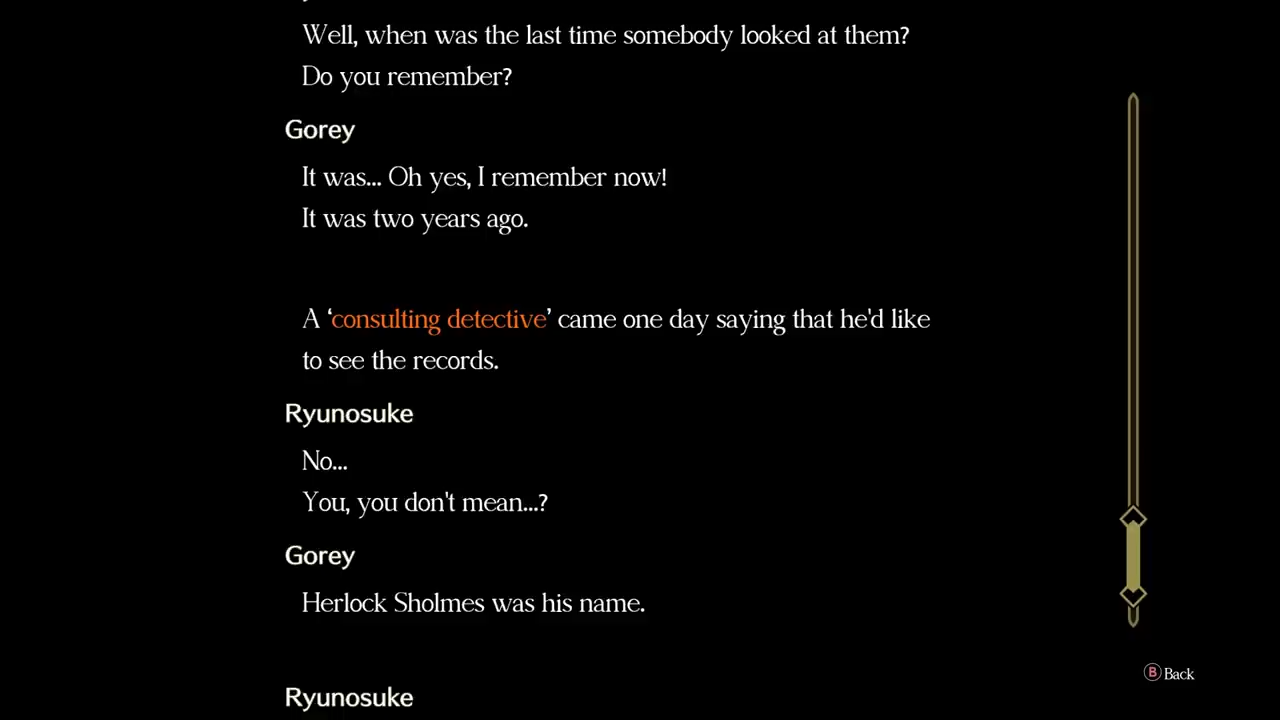 Well, when was the last time somebody looked at them?
Do you remember?
Gorey
It was... Oh yes, I remember now!
It was two years ago.
A ‘consulting detective’ came one day saying that he'd like
to see the records.
Ryunosuke
No...
You, you don't mean...?
Gorey
Herlock Sholmes was his name.
B Back
Ryunosuke